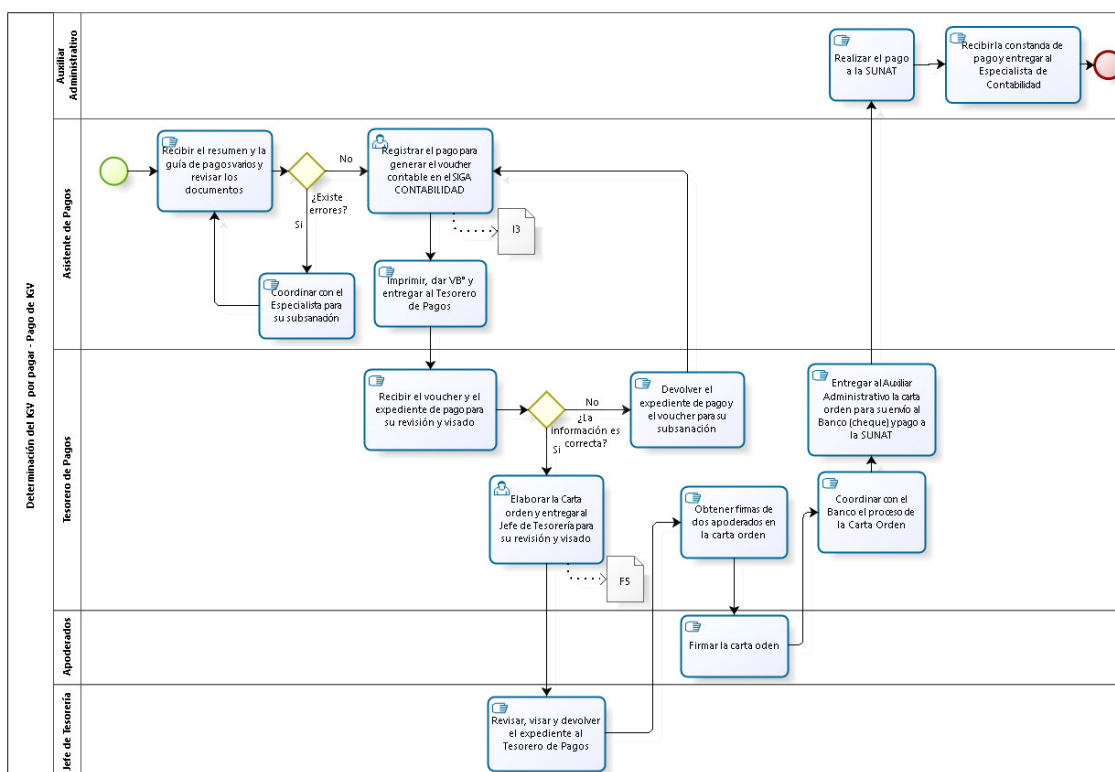 Determinación del IGV por pagar - Pago de IGV
Auxiliar
Administrativo
Realizar el pago
a la SUNAT
Recibir la constancia de
pago y entregar al
Especialista de
Contabilidad
Asistente de Pagos
Recibir el resumen y la
guía de pagos varios y
revisar los
documentos
¿Existe
errores?
No
Si
Registrar el pago para
generar el voucher
contable en el SIGA
CONTABILIDAD
I3
Coordinar con el
Especialista para
su subsanación
Imprimir, dar VB° y
entregar al Tesorero
de Pagos
Tesorero de Pagos
Recibir el voucher y el
expediente de pago para
su revisión y visado
No
¿La
información es
correcta?
Si
Devolver el
expediente de pago y
el voucher para su
subsanación
Entregar al Auxiliar
Administrativo la carta
orden para su envío al
Banco (cheque) y pago a
la SUNAT
Elaborar la Carta
orden y entregar al
Jefe de Tesorería para
su revisión y visado
F5
Obtener firmas de
dos apoderados en
la carta orden
Coordinar con el
Banco el proceso de
la Carta Orden
Apoderados
Firmar la carta oden
Jefe de Tesorería
Revisar, visar y devolver
el expediente al
Tesorero de Pagos